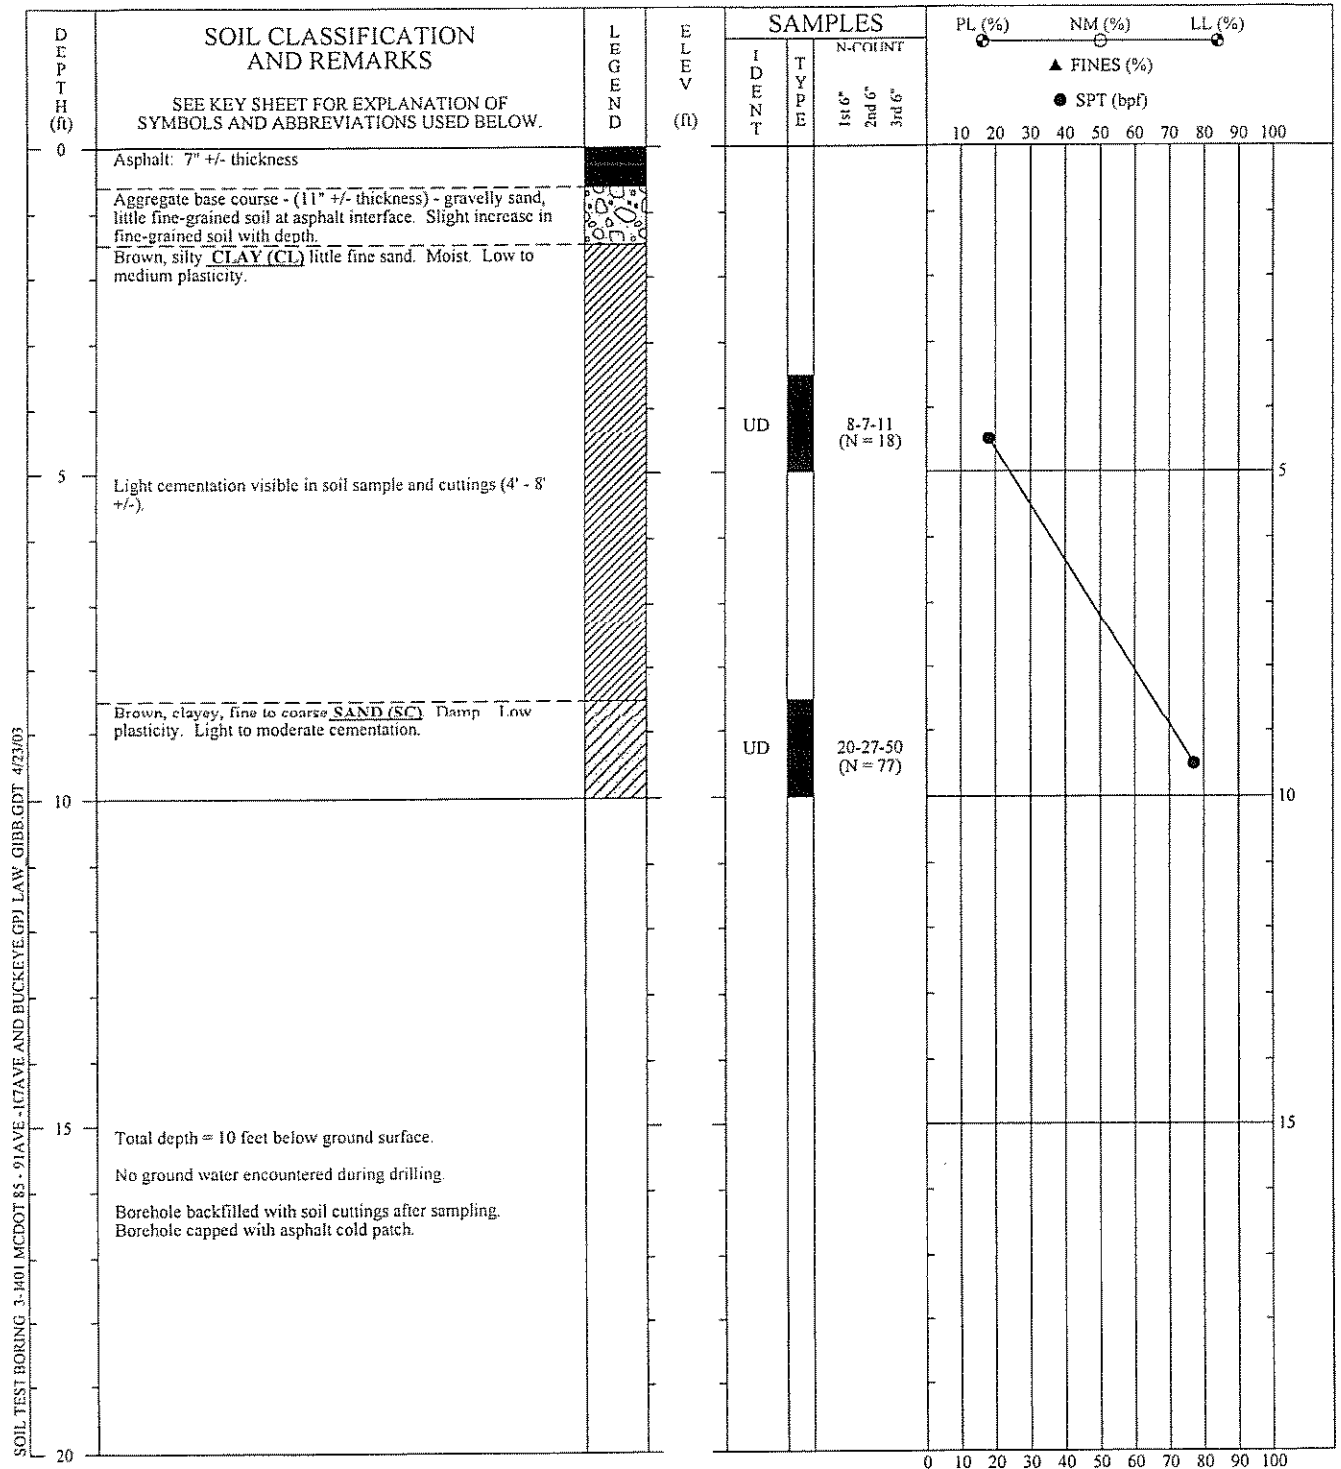 DEPTH (ft)
SOIL CLASSIFICATION
AND REMARKS
SEE KEY SHEET FOR EXPLANATION OF
SYMBOLS AND ABBREVIATIONS USED BELOW.
LEGEND
ELEV (ft)
SAMPLES
IDENT
TYPE
N-COUNT
1st 6"
2nd 6"
3rd 6"
PL (%) NM (%) LL (%)
▲ FINES (%)
● SPT (bpf)
10 20 30 40 50 60 70 80 90 100
0
Asphalt: 7" +/- thickness
Aggregate base course - (11" +/- thickness) - gravelly sand,
little fine-grained soil at asphalt interface. Slight increase in
fine-grained soil with depth.
Brown, silty CLAY (CL) little fine sand. Moist. Low to
medium plasticity.
UD
8-7-11
(N = 18)
5
5
Light cementation visible in soil sample and cuttings (4' - 8'
+/-).
Brown, clayey, fine to coarse SAND (SC) Damp Low
plasticity. Light to moderate cementation.
UD
20-27-50
(N = 77)
10
10
15
15
Total depth = 10 feet below ground surface.
No ground water encountered during drilling.
Borehole backfilled with soil cuttings after sampling.
Borehole capped with asphalt cold patch.
20
0 10 20 30 40 50 60 70 80 90 100
SOIL TEST BORING 3-1401 MCDOT 85 - 91AVE -107AVE AND BUCKEYE.GPJ LAW_GIBB.GDT 4/23/03